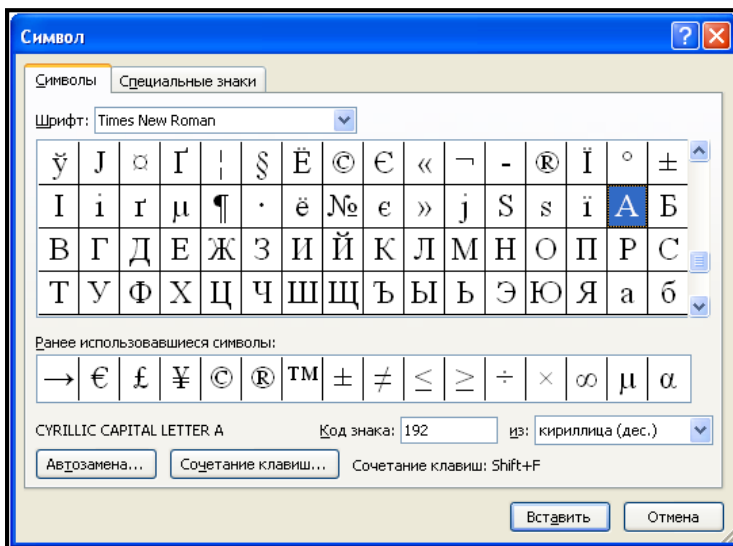 Символ
Символы Специальные знаки
Шрифт: Times New Roman
ў Ј ¤ Ґ ¦ § Ё © Є « ¬ - ® Ї ° ±
І і ґ µ ¶ · ё № є » ј Ѕ ѕ ї А Б
В Г Д Е Ж З И Й К Л М Н О П Р С
Т У Ф Х Ц Ч Ш Щ Ъ Ы Ь Э Ю Я а б
Ранее использовавшиеся символы:
→ € £ ¥ © ® ™ ± ≠ ≤ ≥ ÷ × ∞ µ α
CYRILLIC CAPITAL LETTER A Код знака: 192 из: кириллица (дес.)
Автозамена... Сочетание клавиш... Сочетание клавиш: Shift+F
Вставить Отмена